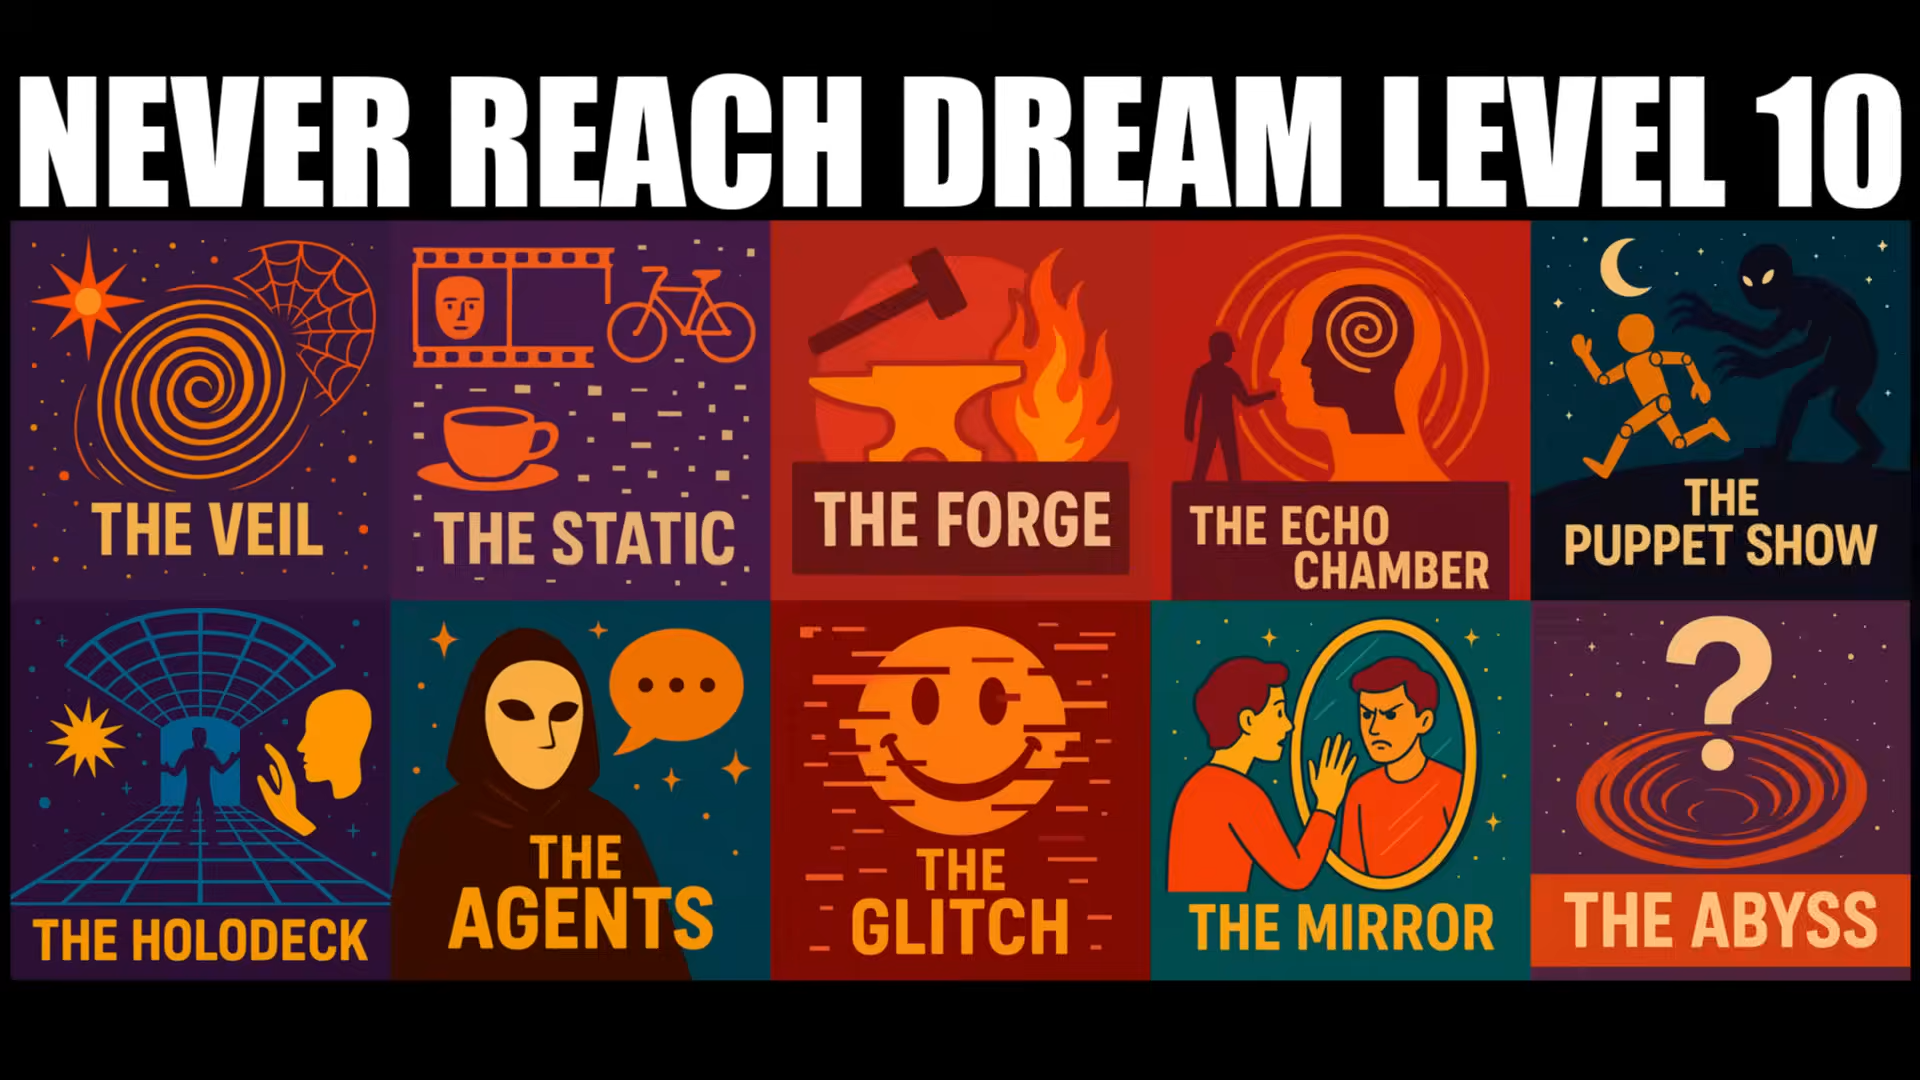 NEVER REACH DREAM LEVEL 10
THE VEIL
THE STATIC
THE FORGE
THE ECHO
CHAMBER
THE
PUPPET SHOW
THE HOLODECK
THE
AGENTS
THE
GLITCH
THE MIRROR
?
THE ABYSS